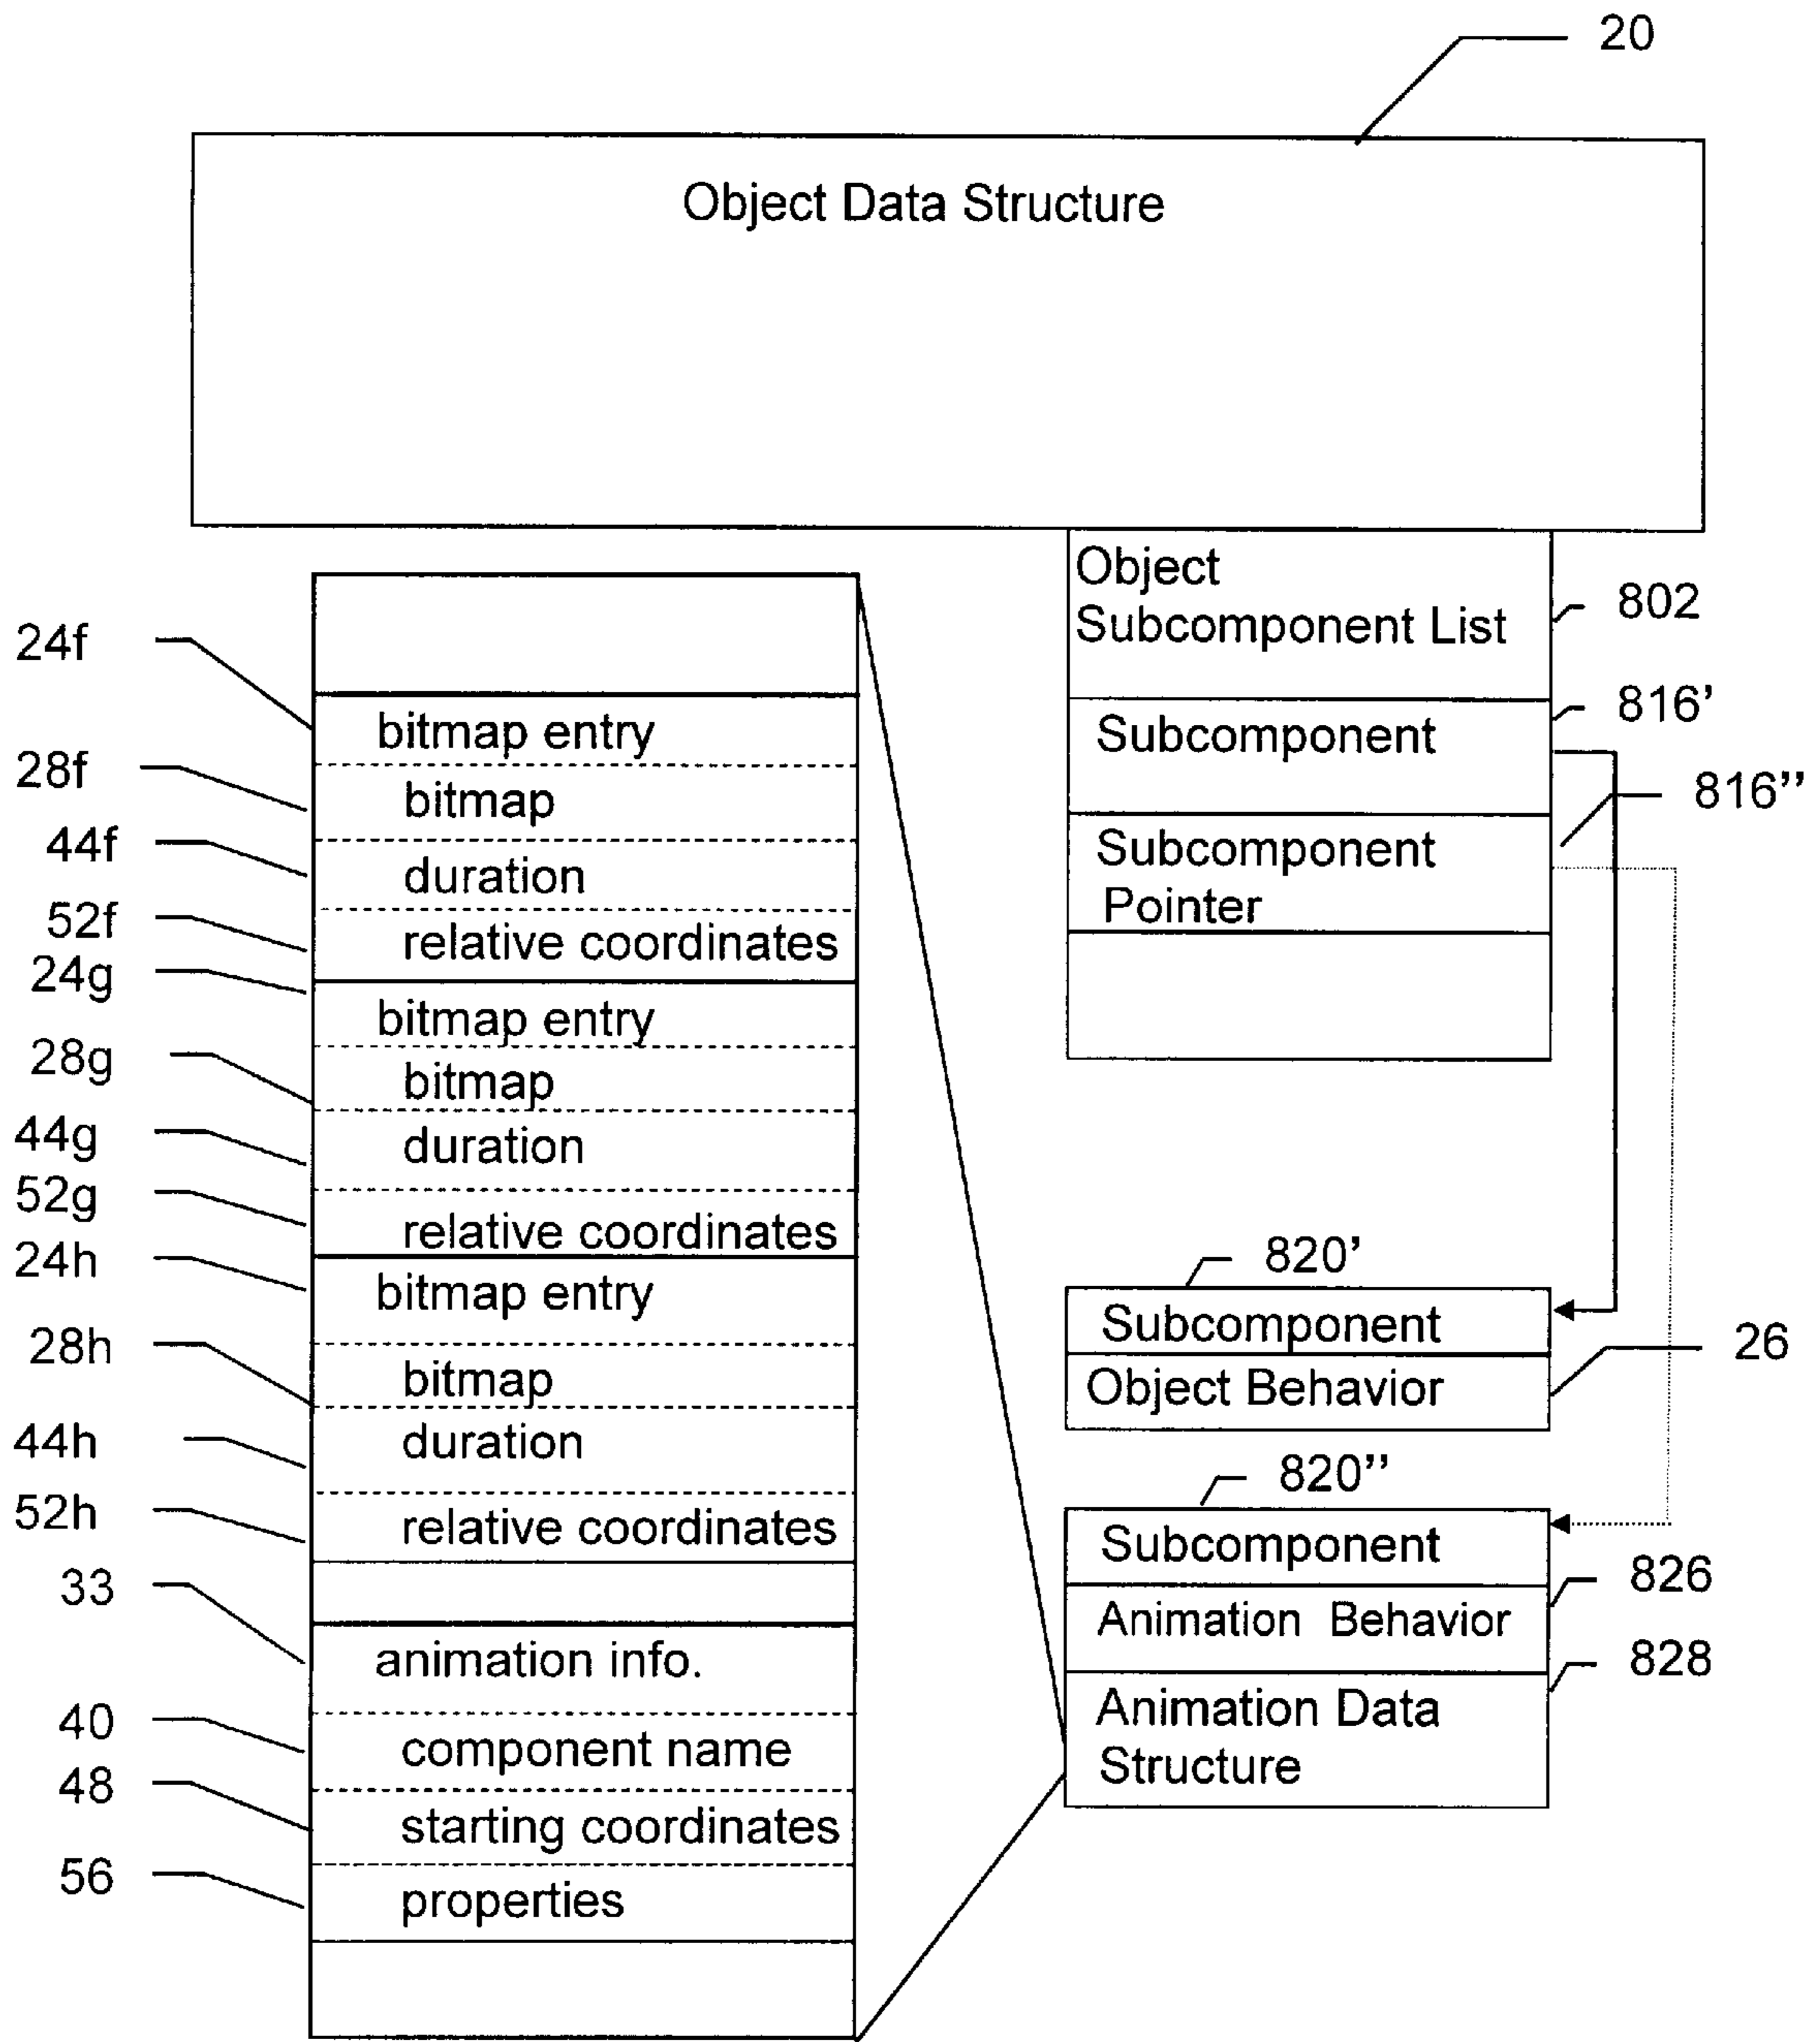 20
Object Data Structure
Object
Subcomponent List
802
816’
Subcomponent
816’’
Subcomponent
Pointer
24f
bitmap entry
28f
bitmap
44f
duration
52f
relative coordinates
24g
bitmap entry
28g
bitmap
44g
duration
52g
relative coordinates
24h
bitmap entry
28h
bitmap
44h
duration
52h
relative coordinates
33
animation info.
40
component name
48
starting coordinates
56
properties
820’
Subcomponent
26
Object Behavior
820’’
Subcomponent
826
Animation Behavior
828
Animation Data
Structure